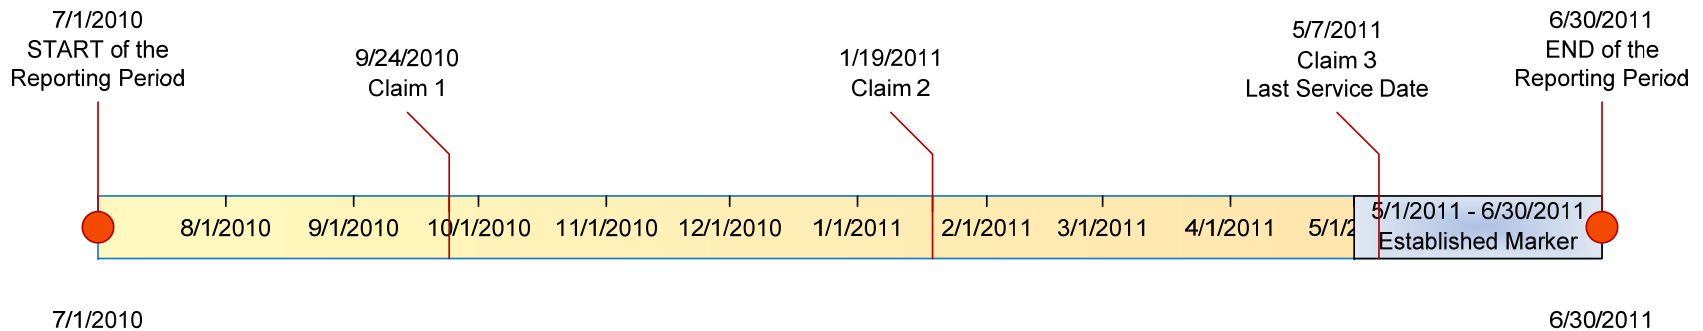 7/1/2010
START of the
Reporting Period
9/24/2010
Claim 1
1/19/2011
Claim 2
5/7/2011
Claim 3
Last Service Date
6/30/2011
END of the
Reporting Period
8/1/2010
9/1/2010
10/1/2010
11/1/2010
12/1/2010
1/1/2011
2/1/2011
3/1/2011
4/1/2011
5/1/2
5/1/2011 - 6/30/2011
Established Marker
7/1/2010
6/30/2011